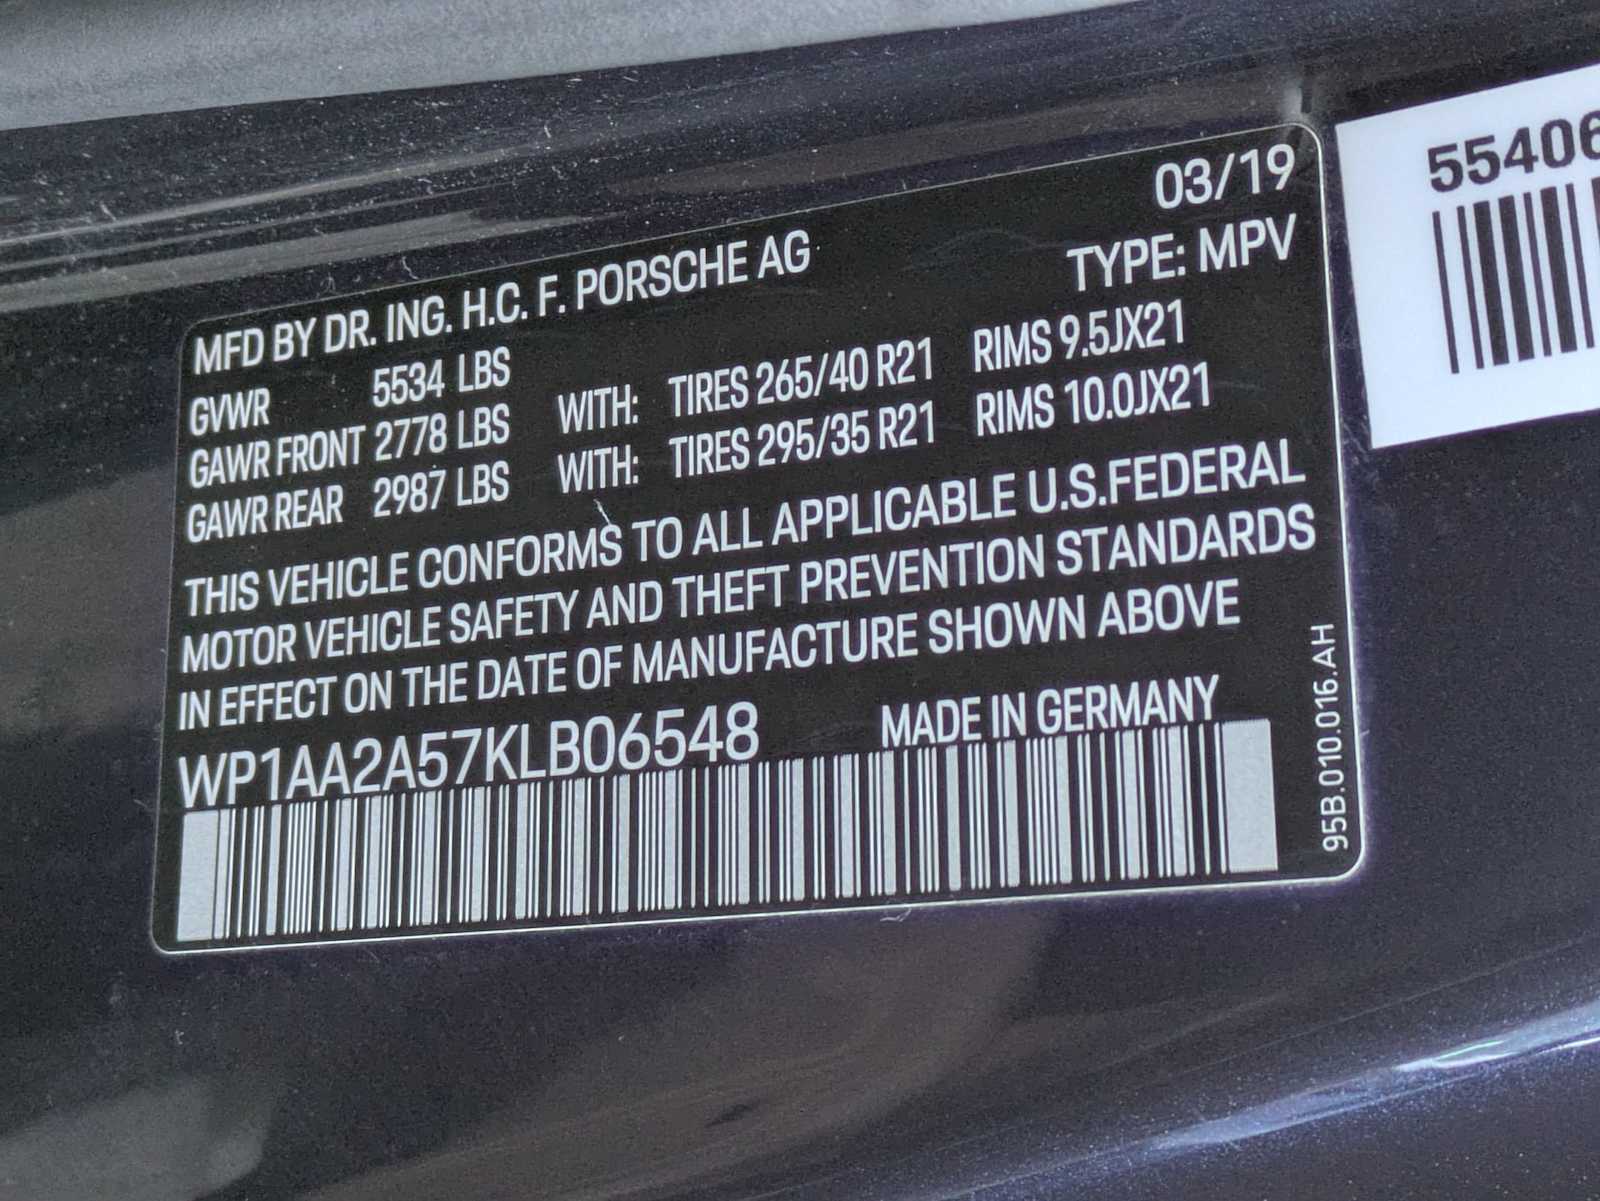 03/19
MFD BY DR. ING. H.C. F. PORSCHE AG
TYPE: MPV
GVWR 5534 LBS
GAWR FRONT 2778 LBS WITH: TIRES 265/40 R21 RIMS 9.5JX21
GAWR REAR 2987 LBS WITH: TIRES 295/35 R21 RIMS 10.0JX21
THIS VEHICLE CONFORMS TO ALL APPLICABLE U.S.FEDERAL
MOTOR VEHICLE SAFETY AND THEFT PREVENTION STANDARDS
IN EFFECT ON THE DATE OF MANUFACTURE SHOWN ABOVE
WP1AA2A57KLB06548 MADE IN GERMANY
95B.010.016.AH
55406